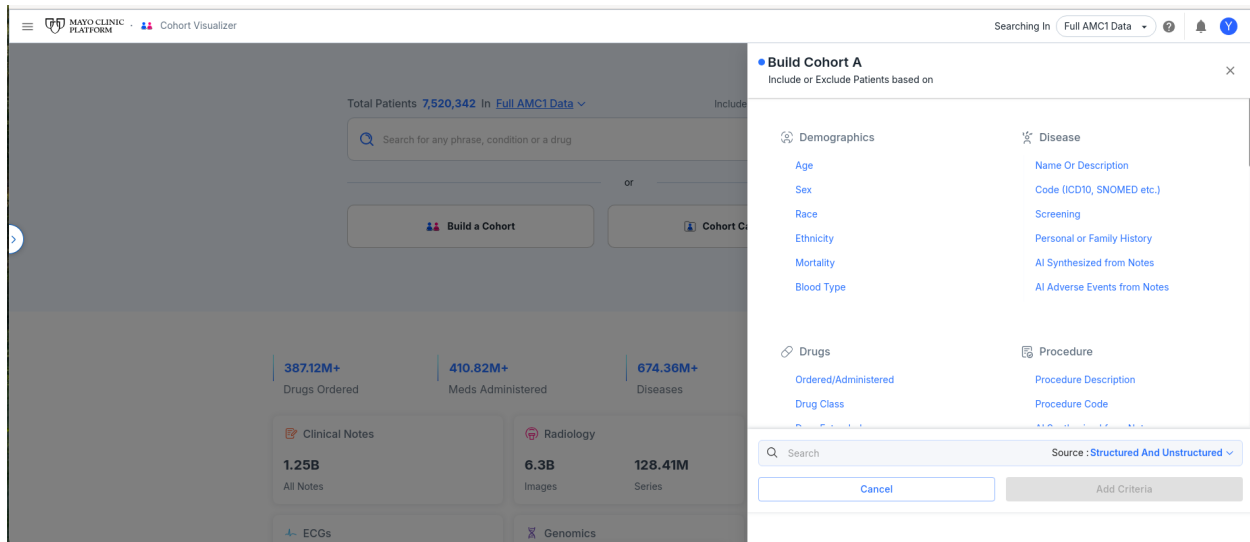 MAYO CLINIC
PLATFORM
Cohort Visualizer
Searching In Full AMC1 Data
Y
Total Patients 7,520,342 In Full AMC1 Data
Include
Search for any phrase, condition or a drug
or
Build a Cohort
Cohort Ca
387.12M+
Drugs Ordered
410.82M+
Meds Administered
674.36M+
Diseases
Clinical Notes
1.25B
All Notes
Radiology
6.3B
Images
128.41M
Series
ECGs
Genomics
Build Cohort A
Include or Exclude Patients based on
Demographics
Age
Sex
Race
Ethnicity
Mortality
Blood Type
Disease
Name Or Description
Code (ICD10, SNOMED etc.)
Screening
Personal or Family History
AI Synthesized from Notes
AI Adverse Events from Notes
Drugs
Ordered/Administered
Drug Class
Procedure
Procedure Description
Procedure Code
Search
Source : Structured And Unstructured
Cancel
Add Criteria